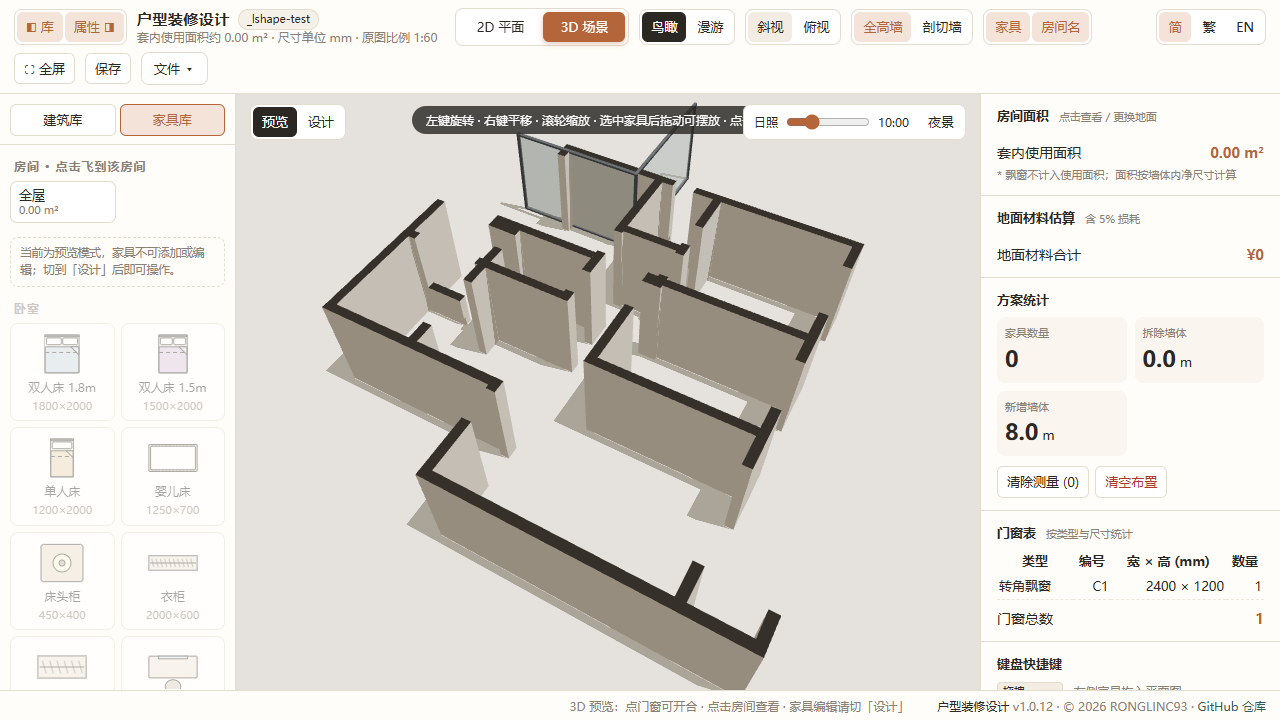 库 属性
户型装修设计 _lshape-test
套内使用面积约 0.00 m² · 尺寸单位 mm · 原图比例 1:60
2D 平面 3D 场景
鸟瞰 漫游
斜视 俯视
全高墙 剖切墙
家具 房间名
简 繁 EN
全屏 保存 文件
建筑库 家具库
房间 · 点击飞到该房间
全屋
0.00 m²
当前为预览模式，家具不可添加或编
辑；切到「设计」后即可操作。
卧室
双人床 1.8m
1800×2000
双人床 1.5m
1500×2000
单人床
1200×2000
婴儿床
1250×700
床头柜
450×400
衣柜
2000×600
预览 设计
左键旋转 · 右键平移 · 滚轮缩放 · 选中家具后拖动可摆放 · 点
日照 10:00 夜景
房间面积 点击查看 / 更换地面
套内使用面积 0.00 m²
* 飘窗不计入使用面积；面积按墙体内净尺寸计算
地面材料估算 含 5% 损耗
地面材料合计 ¥0
方案统计
家具数量
0
拆除墙体
0.0 m
新增墙体
8.0 m
清除测量 (0) 清空布置
门窗表 按类型与尺寸统计
类型 编号 宽 × 高 (mm) 数量
转角飘窗 C1 2400 × 1200 1
门窗总数 1
键盘快捷键
3D 预览：点门窗可开合 · 点击房间查看 · 家具编辑请切「设计」
户型装修设计 v1.0.12 · © 2026 RONGLINC93 · GitHub 仓库